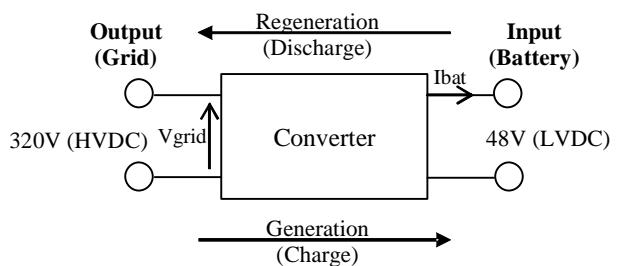 Regeneration
(Discharge)
Output
(Grid)
Input
(Battery)
Ibat
320V (HVDC)
Vgrid
Converter
48V (LVDC)
Generation
(Charge)